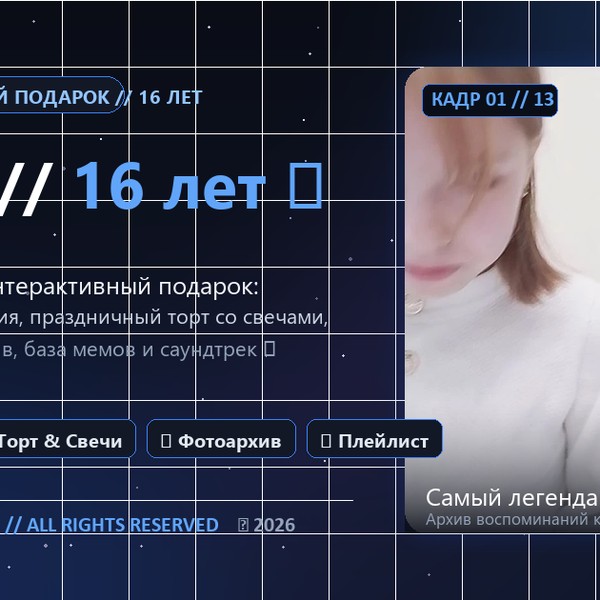 Й ПОДАРОК // 16 ЛЕТ
КАДР 01 // 13
// 16 лет
нтерактивный подарок:
ия, праздничный торт со свечами,
в, база мемов и саундтрек
Торт & Свечи
Фотоархив
Плейлист
Самый легенда
Архив воспоминаний к
// ALL RIGHTS RESERVED
2026